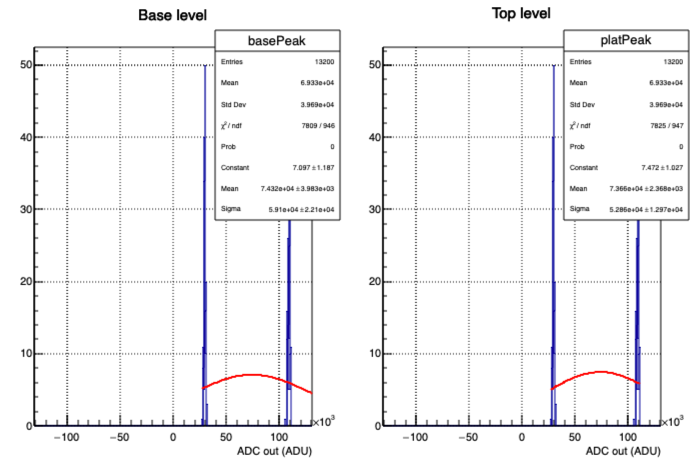 Base level
basePeak
Entries 13200
Mean 6.933e+04
Std Dev 3.969e+04
χ² / ndf 7809 / 946
Prob 0
Constant 7.097 ± 1.187
Mean 7.432e+04 ± 3.983e+03
Sigma 5.91e+04 ± 2.21e+04
50
40
30
20
10
0
−100 −50 0 50 100 ×10³
ADC out (ADU)
Top level
platPeak
Entries 13200
Mean 6.933e+04
Std Dev 3.969e+04
χ² / ndf 7825 / 947
Prob 0
Constant 7.472 ± 1.027
Mean 7.366e+04 ± 2.368e+03
Sigma 5.286e+04 ± 1.297e+04
50
40
30
20
10
0
−100 −50 0 50 100 ×10³
ADC out (ADU)